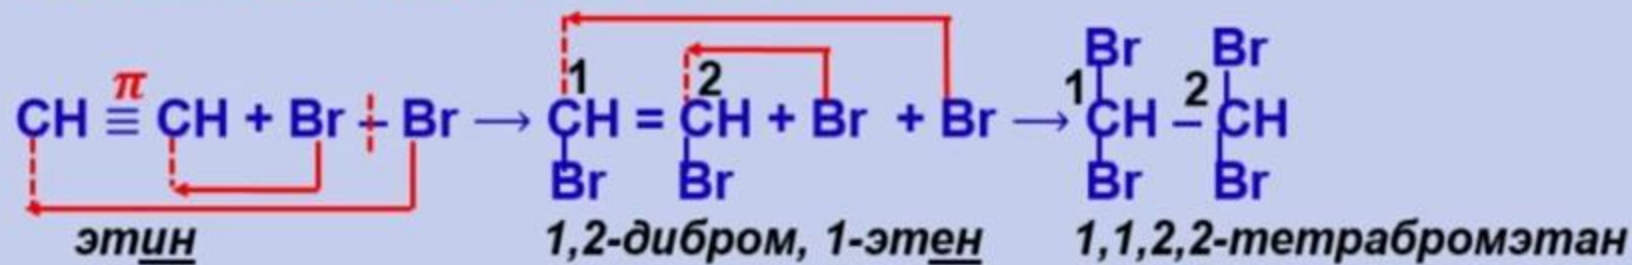 Br Br
π 1 2 1 2
CH ≡ CH + Br – Br → CH = CH + Br + Br → CH – CH
Br Br Br Br
этин 1,2-дибром, 1-этен 1,1,2,2-тетрабромэтан